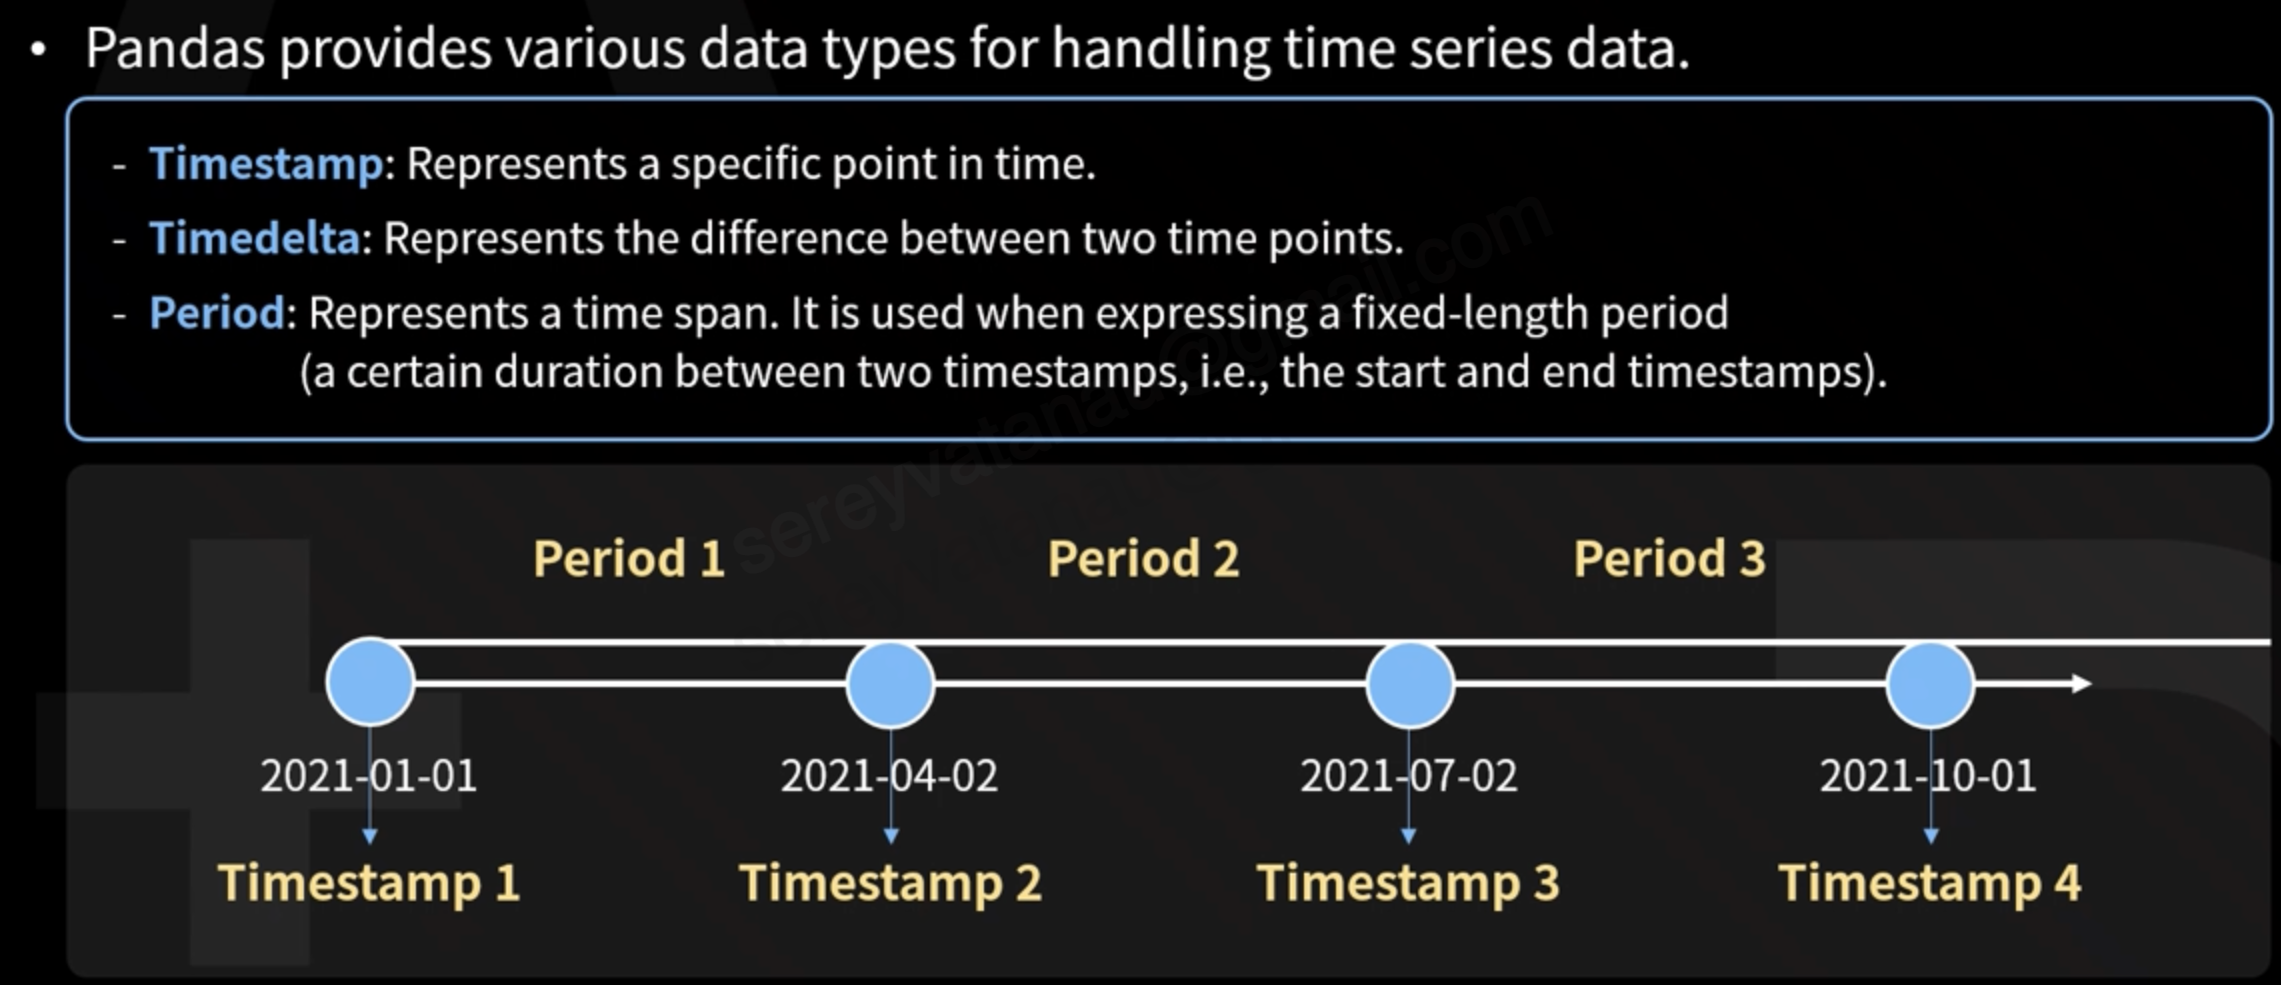 • Pandas provides various data types for handling time series data.
- Timestamp: Represents a specific point in time.
- Timedelta: Represents the difference between two time points.
- Period: Represents a time span. It is used when expressing a fixed-length period
(a certain duration between two timestamps, i.e., the start and end timestamps).
Period 1 Period 2 Period 3
2021-01-01 2021-04-02 2021-07-02 2021-10-01
Timestamp 1 Timestamp 2 Timestamp 3 Timestamp 4